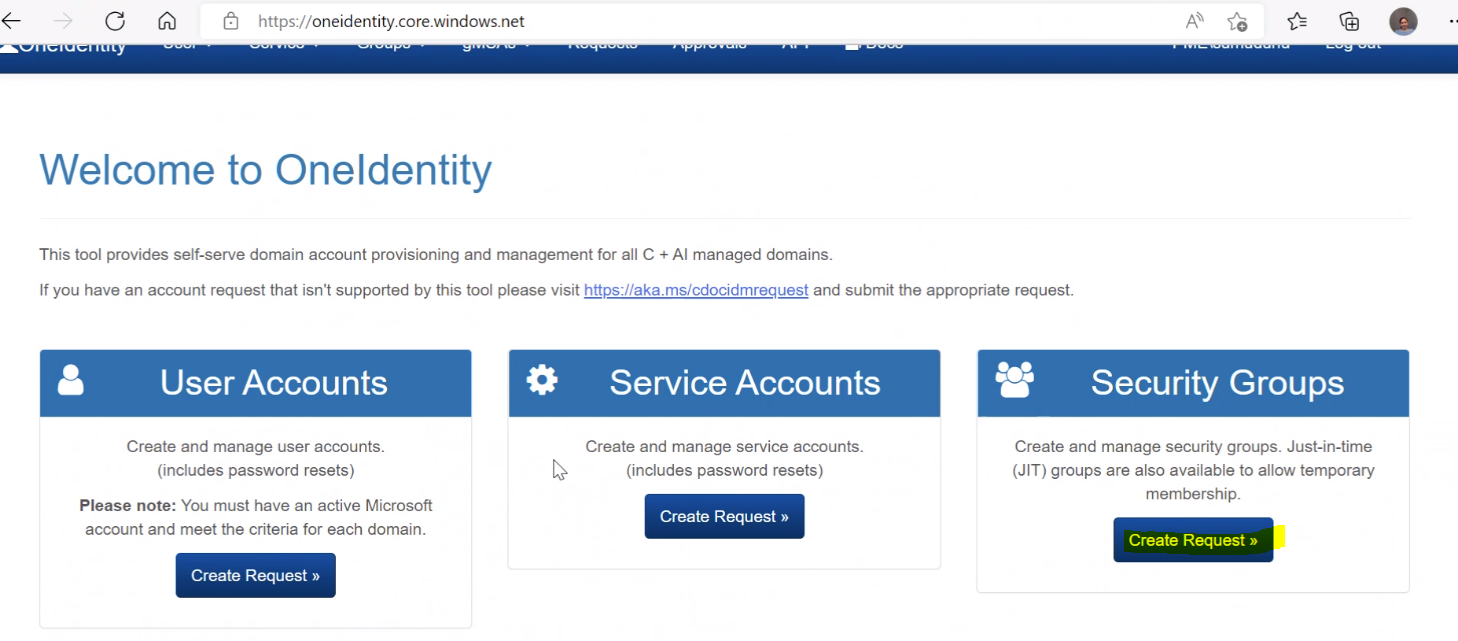 https://oneidentity.core.windows.net
OneIdentity User Service Groups gMSAs Requests Approvals API Docs Log out
Welcome to OneIdentity
This tool provides self-serve domain account provisioning and management for all C + AI managed domains.
If you have an account request that isn't supported by this tool please visit https://aka.ms/cdocidmrequest and submit the appropriate request.
User Accounts
Create and manage user accounts.
(includes password resets)
Please note: You must have an active Microsoft
account and meet the criteria for each domain.
Create Request »
Service Accounts
Create and manage service accounts.
(includes password resets)
Create Request »
Security Groups
Create and manage security groups. Just-in-time
(JIT) groups are also available to allow temporary
membership.
Create Request »